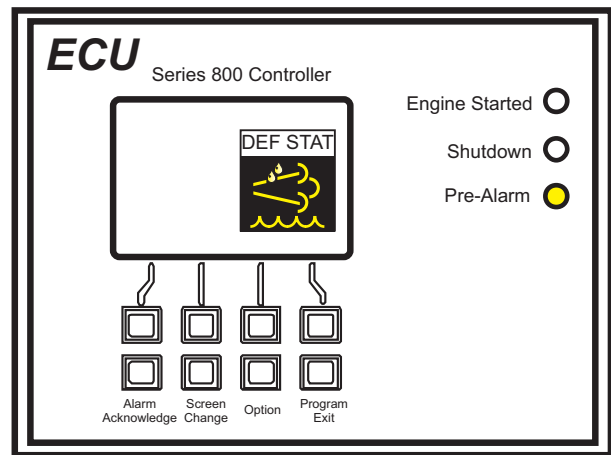 ECU
Series 800 Controller
DEF STAT
Engine Started
Shutdown
Pre-Alarm
Alarm
Acknowledge
Screen
Change
Option
Program
Exit